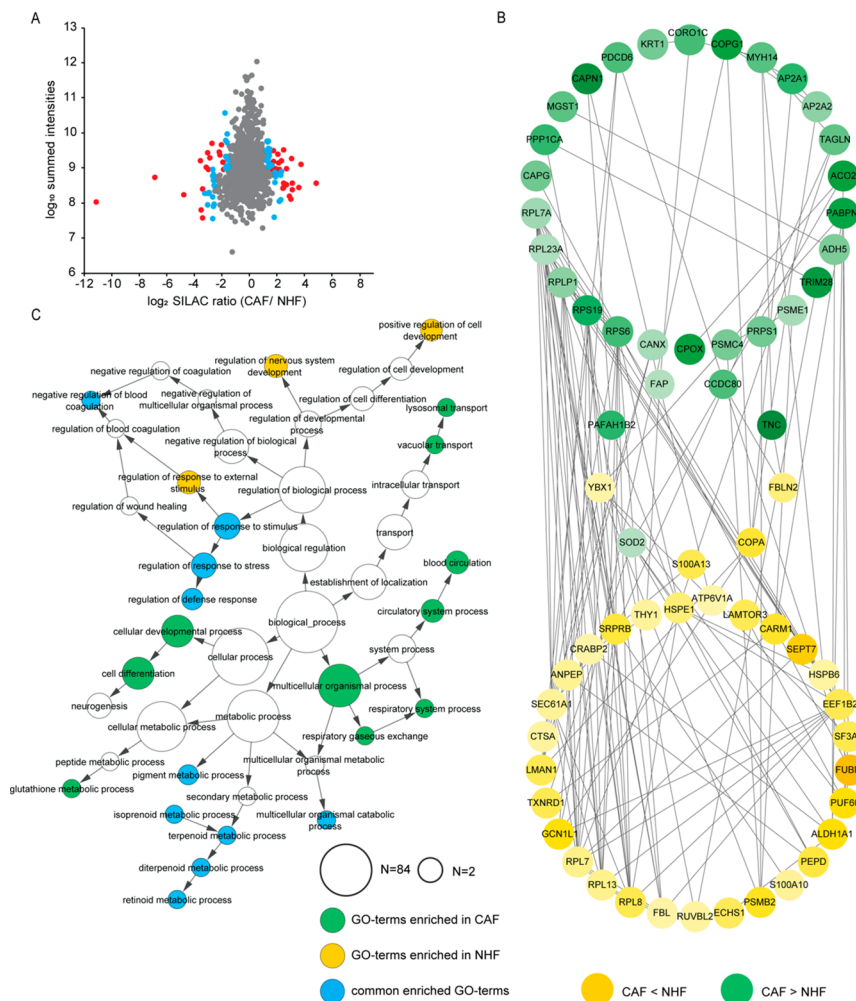 A
13
12
11
10
9
8
7
6
log₁₀ summed intensities
-12 -10 -8 -6 -4 -2 0 2 4 6 8
log₂ SILAC ratio (CAF/ NHF)
B
CORO1C
COPG1
KRT1
PDCD6
MYH14
CAPN1
AP2A1
MGST1
AP2A2
PPP1CA
TAGLN
CAPG
ACO2
RPL7A
PABPN
RPL23A
ADH5
RPLP1
TRIM28
RPS19
PSME1
RPS6
CANX
CPOX
PSMC4
PRPS1
FAP
CCDC80
PAFAH1B2
TNC
YBX1
FBLN2
SOD2
COPA
S100A13
ATP6V1A
THY1
HSPE1
LAMTOR3
SRPRB
CARM1
CRABP2
SEPT7
ANPEP
HSPB6
SEC61A1
EEF1B2
CTSA
SF3A
LMAN1
FUB
TXNRD1
PUF60
GCN1L1
ALDH1A1
RPL7
PEPD
RPL13
S100A10
RPL8
PSMB2
FBL
RUVBL2
ECHS1
CAF < NHF
CAF > NHF
C
positive regulation of cell
development
regulation of nervous system
development
negative regulation of coagulation
regulation of cell development
negative regulation of blood
coagulation
negative regulation of
multicellular organismal process
regulation of cell differentiation
lysosomal transport
regulation of blood coagulation
regulation of developmental
process
negative regulation of biological
process
vacuolar transport
regulation of response to external
stimulus
regulation of biological process
intracellular transport
regulation of wound healing
regulation of response to stimulus
transport
biological regulation
blood circulation
regulation of response to stress
establishment of localization
regulation of defense response
biological_process
circulatory system process
cellular developmental process
cellular process
system process
cell differentiation
multicellular organismal process
neurogenesis
respiratory system process
cellular metabolic process
metabolic process
respiratory gaseous exchange
peptide metabolic process
multicellular organismal metabolic
process
glutathione metabolic process
pigment metabolic process
secondary metabolic process
isoprenoid metabolic process
multicellular organismal catabolic
process
terpenoid metabolic process
diterpenoid metabolic process
retinoid metabolic process
N=84
N=2
GO-terms enriched in CAF
GO-terms enriched in NHF
common enriched GO-terms